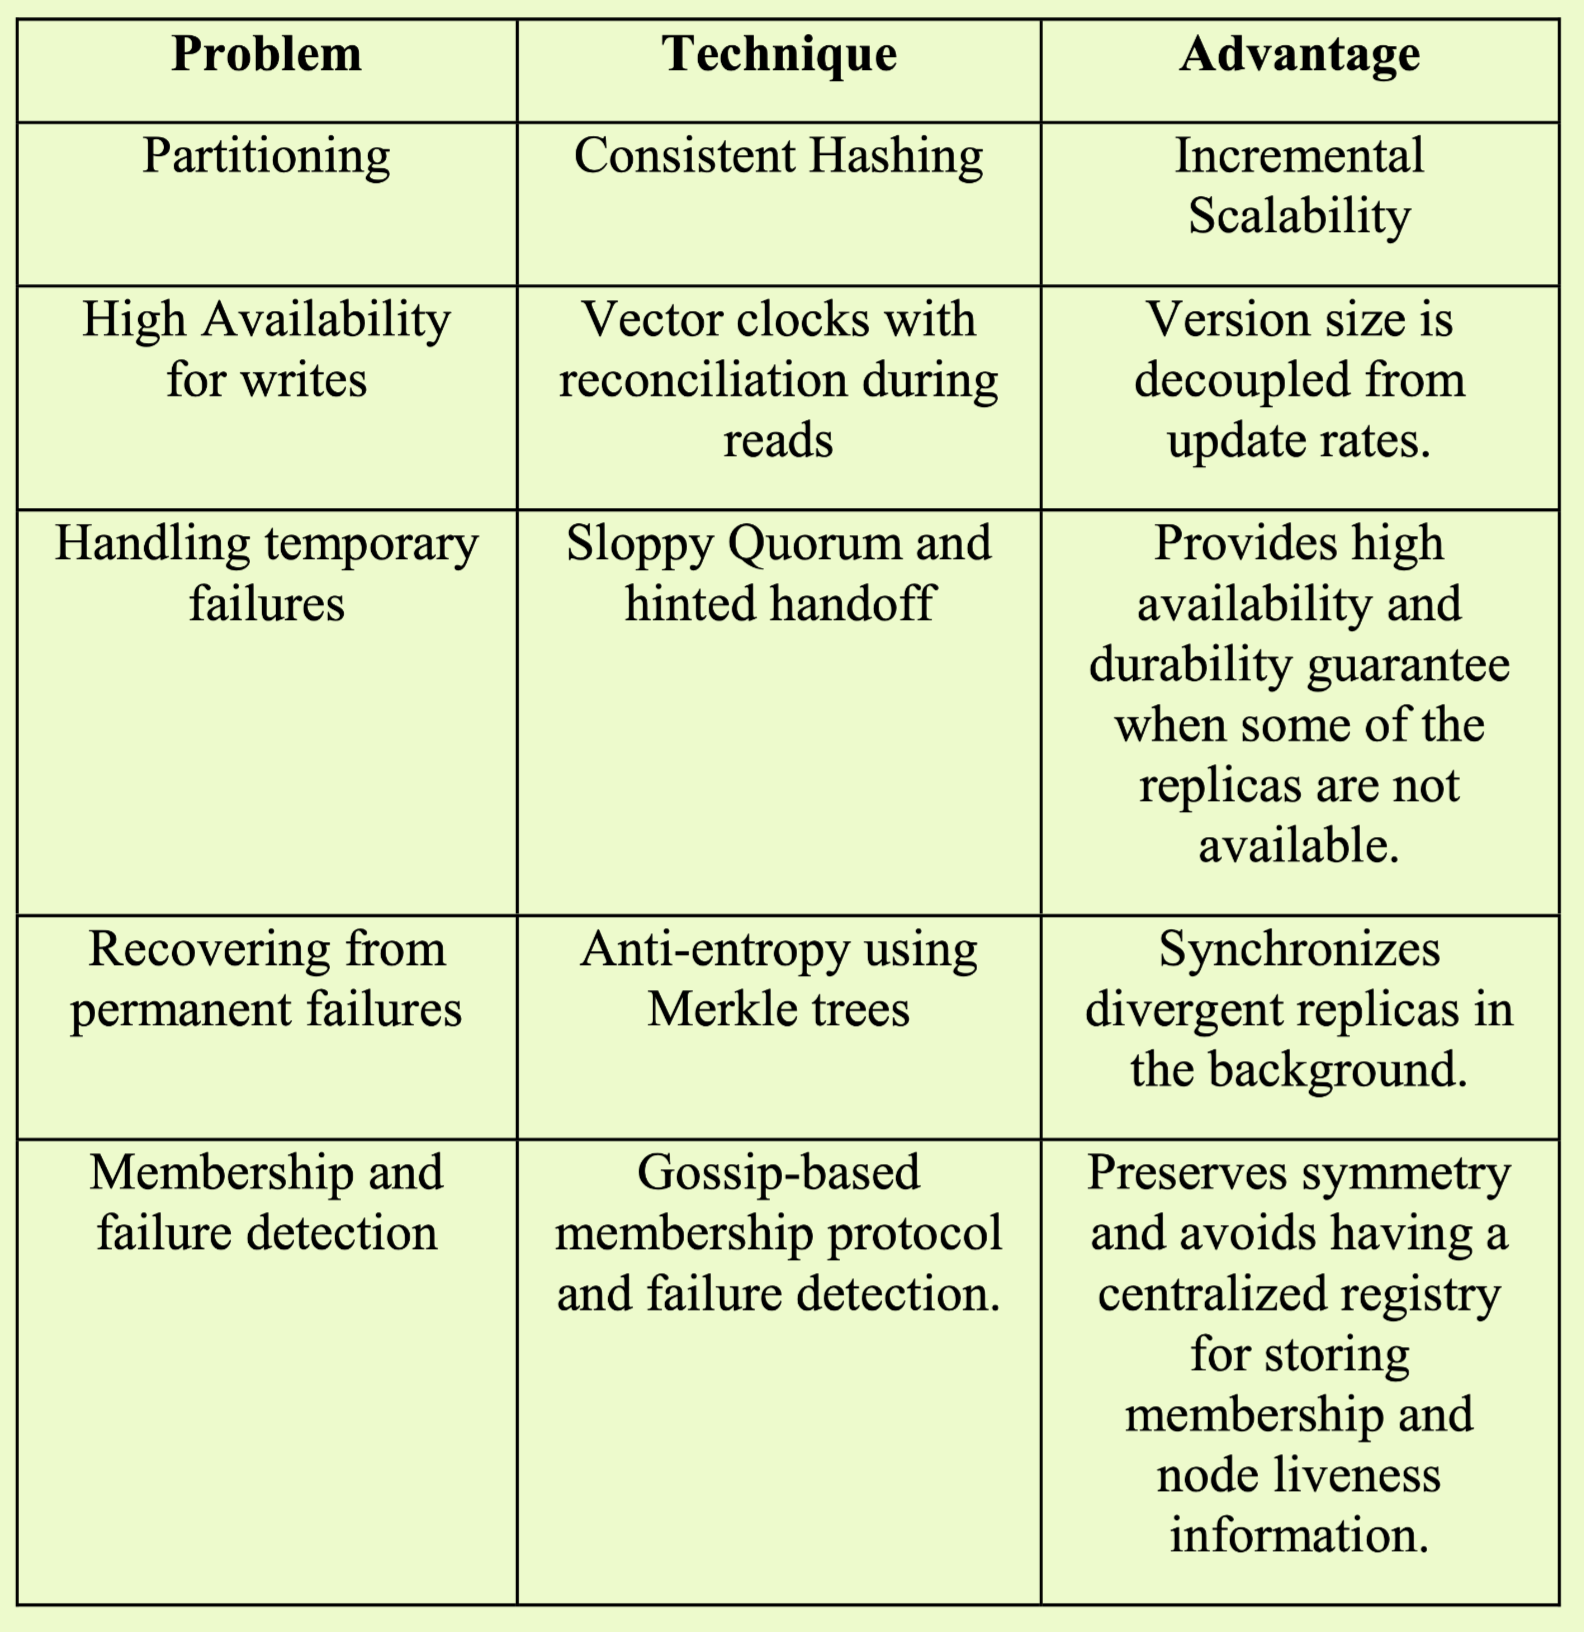 Problem
Technique
Advantage
Partitioning
Consistent Hashing
Incremental
Scalability
High Availability
for writes
Vector clocks with
reconciliation during
reads
Version size is
decoupled from
update rates.
Handling temporary
failures
Sloppy Quorum and
hinted handoff
Provides high
availability and
durability guarantee
when some of the
replicas are not
available.
Recovering from
permanent failures
Anti-entropy using
Merkle trees
Synchronizes
divergent replicas in
the background.
Membership and
failure detection
Gossip-based
membership protocol
and failure detection.
Preserves symmetry
and avoids having a
centralized registry
for storing
membership and
node liveness
information.